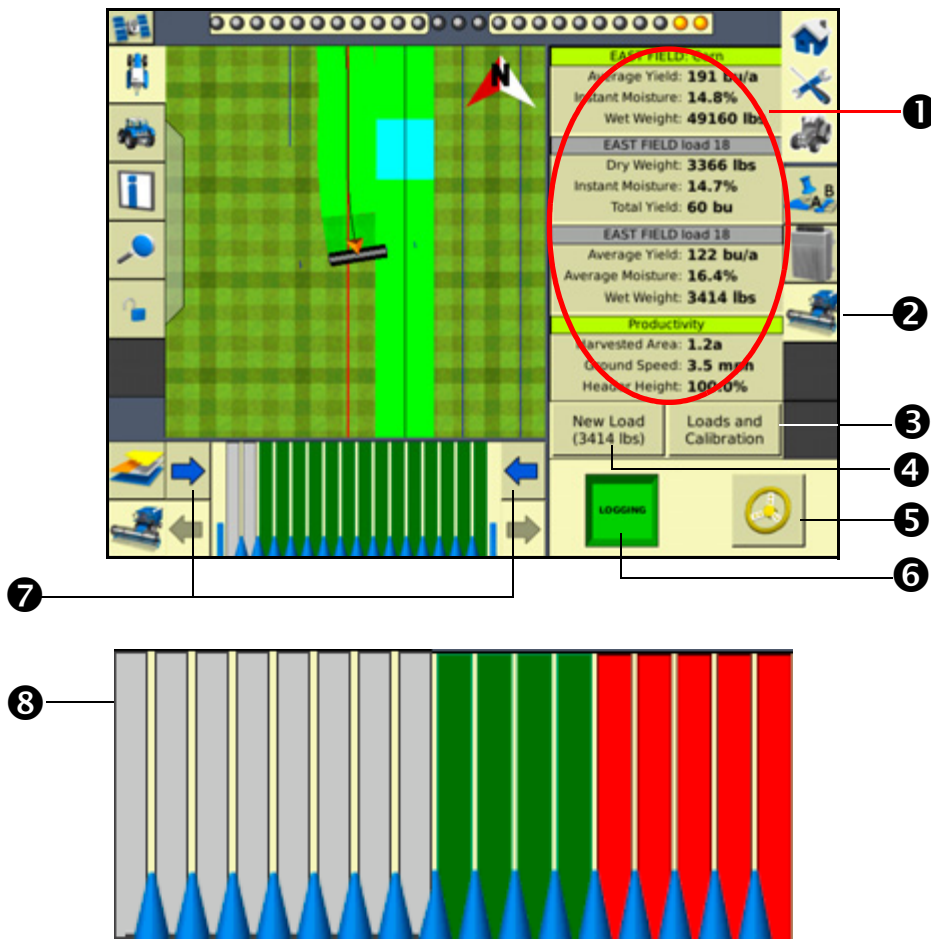 N
A B
EAST FIELD: Corn
Average Yield: 191 bu/a
Instant Moisture: 14.8%
Wet Weight: 49160 lbs
EAST FIELD load 18
Dry Weight: 3366 lbs
Instant Moisture: 14.7%
Total Yield: 60 bu
EAST FIELD load 18
Average Yield: 122 bu/a
Average Moisture: 16.4%
Wet Weight: 3414 lbs
Productivity
Harvested Area: 1.2a
Ground Speed: 3.5 mph
Header Height: 100.0%
New Load
(3414 lbs)
Loads and
Calibration
LOGGING
1
2
3
4
5
6
7
8